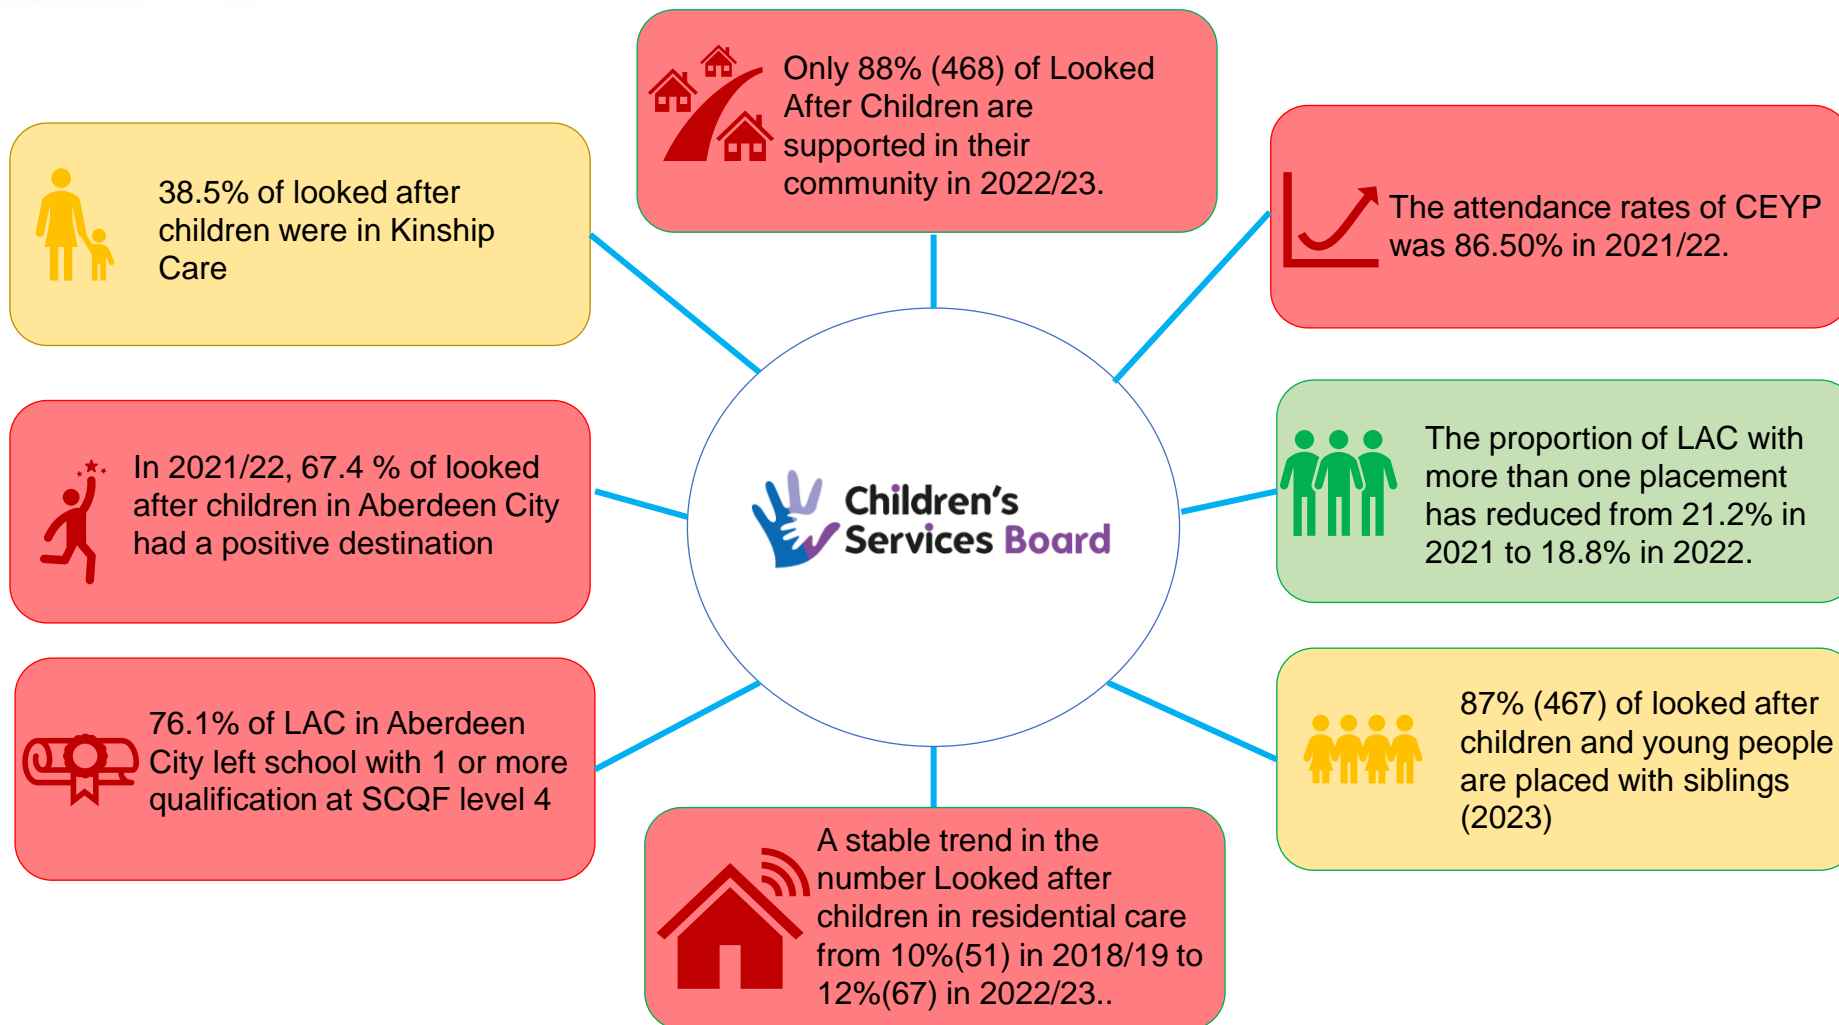 Only 88% (468) of Looked
After Children are
supported in their
community in 2022/23.
38.5% of looked after
children were in Kinship
Care
The attendance rates of CEYP
was 86.50% in 2021/22.
In 2021/22, 67.4 % of looked
after children in Aberdeen City
had a positive destination
Children's
Services Board
The proportion of LAC with
more than one placement
has reduced from 21.2% in
2021 to 18.8% in 2022.
76.1% of LAC in Aberdeen
City left school with 1 or more
qualification at SCQF level 4
87% (467) of looked after
children and young people
are placed with siblings
(2023)
A stable trend in the
number Looked after
children in residential care
from 10%(51) in 2018/19 to
12%(67) in 2022/23..